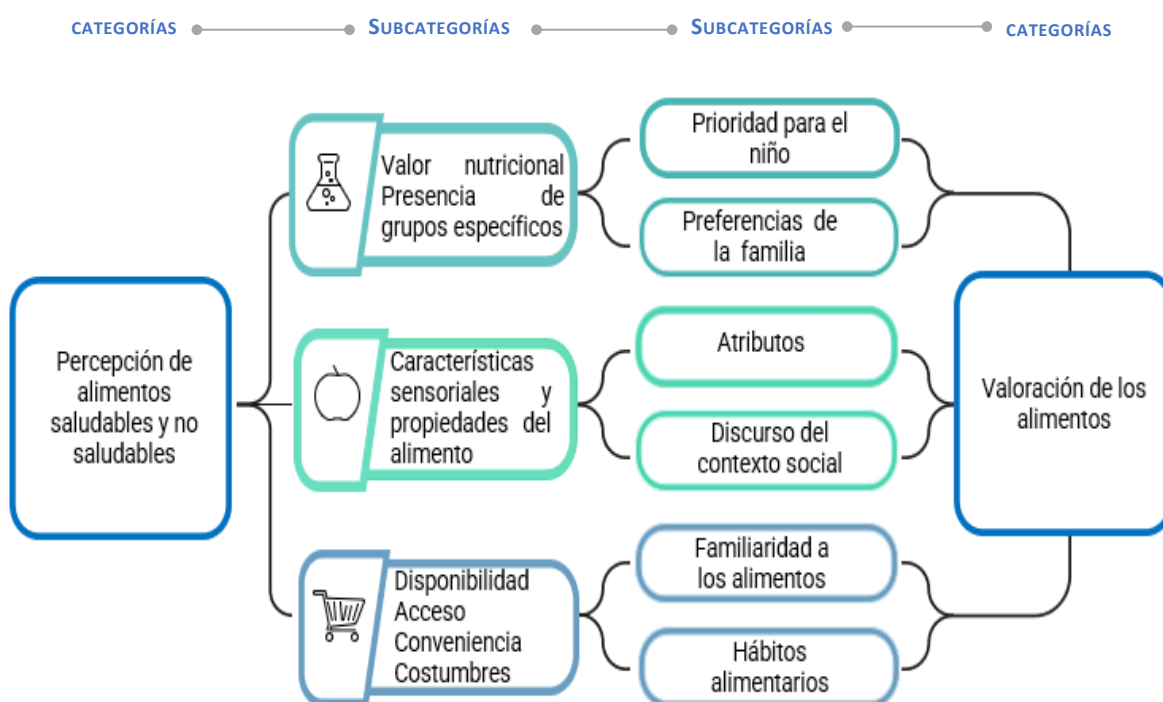 CATEGORÍAS
SUBCATEGORÍAS
SUBCATEGORÍAS
CATEGORÍAS
Percepción de
alimentos
saludables y no
saludables
Valor nutricional
Presencia de
grupos específicos
Características
sensoriales y
propiedades del
alimento
Disponibilidad
Acceso
Conveniencia
Costumbres
Prioridad para el
niño
Preferencias de
la familia
Atributos
Discurso del
contexto social
Familiaridad a
los alimentos
Hábitos
alimentarios
Valoración de los
alimentos